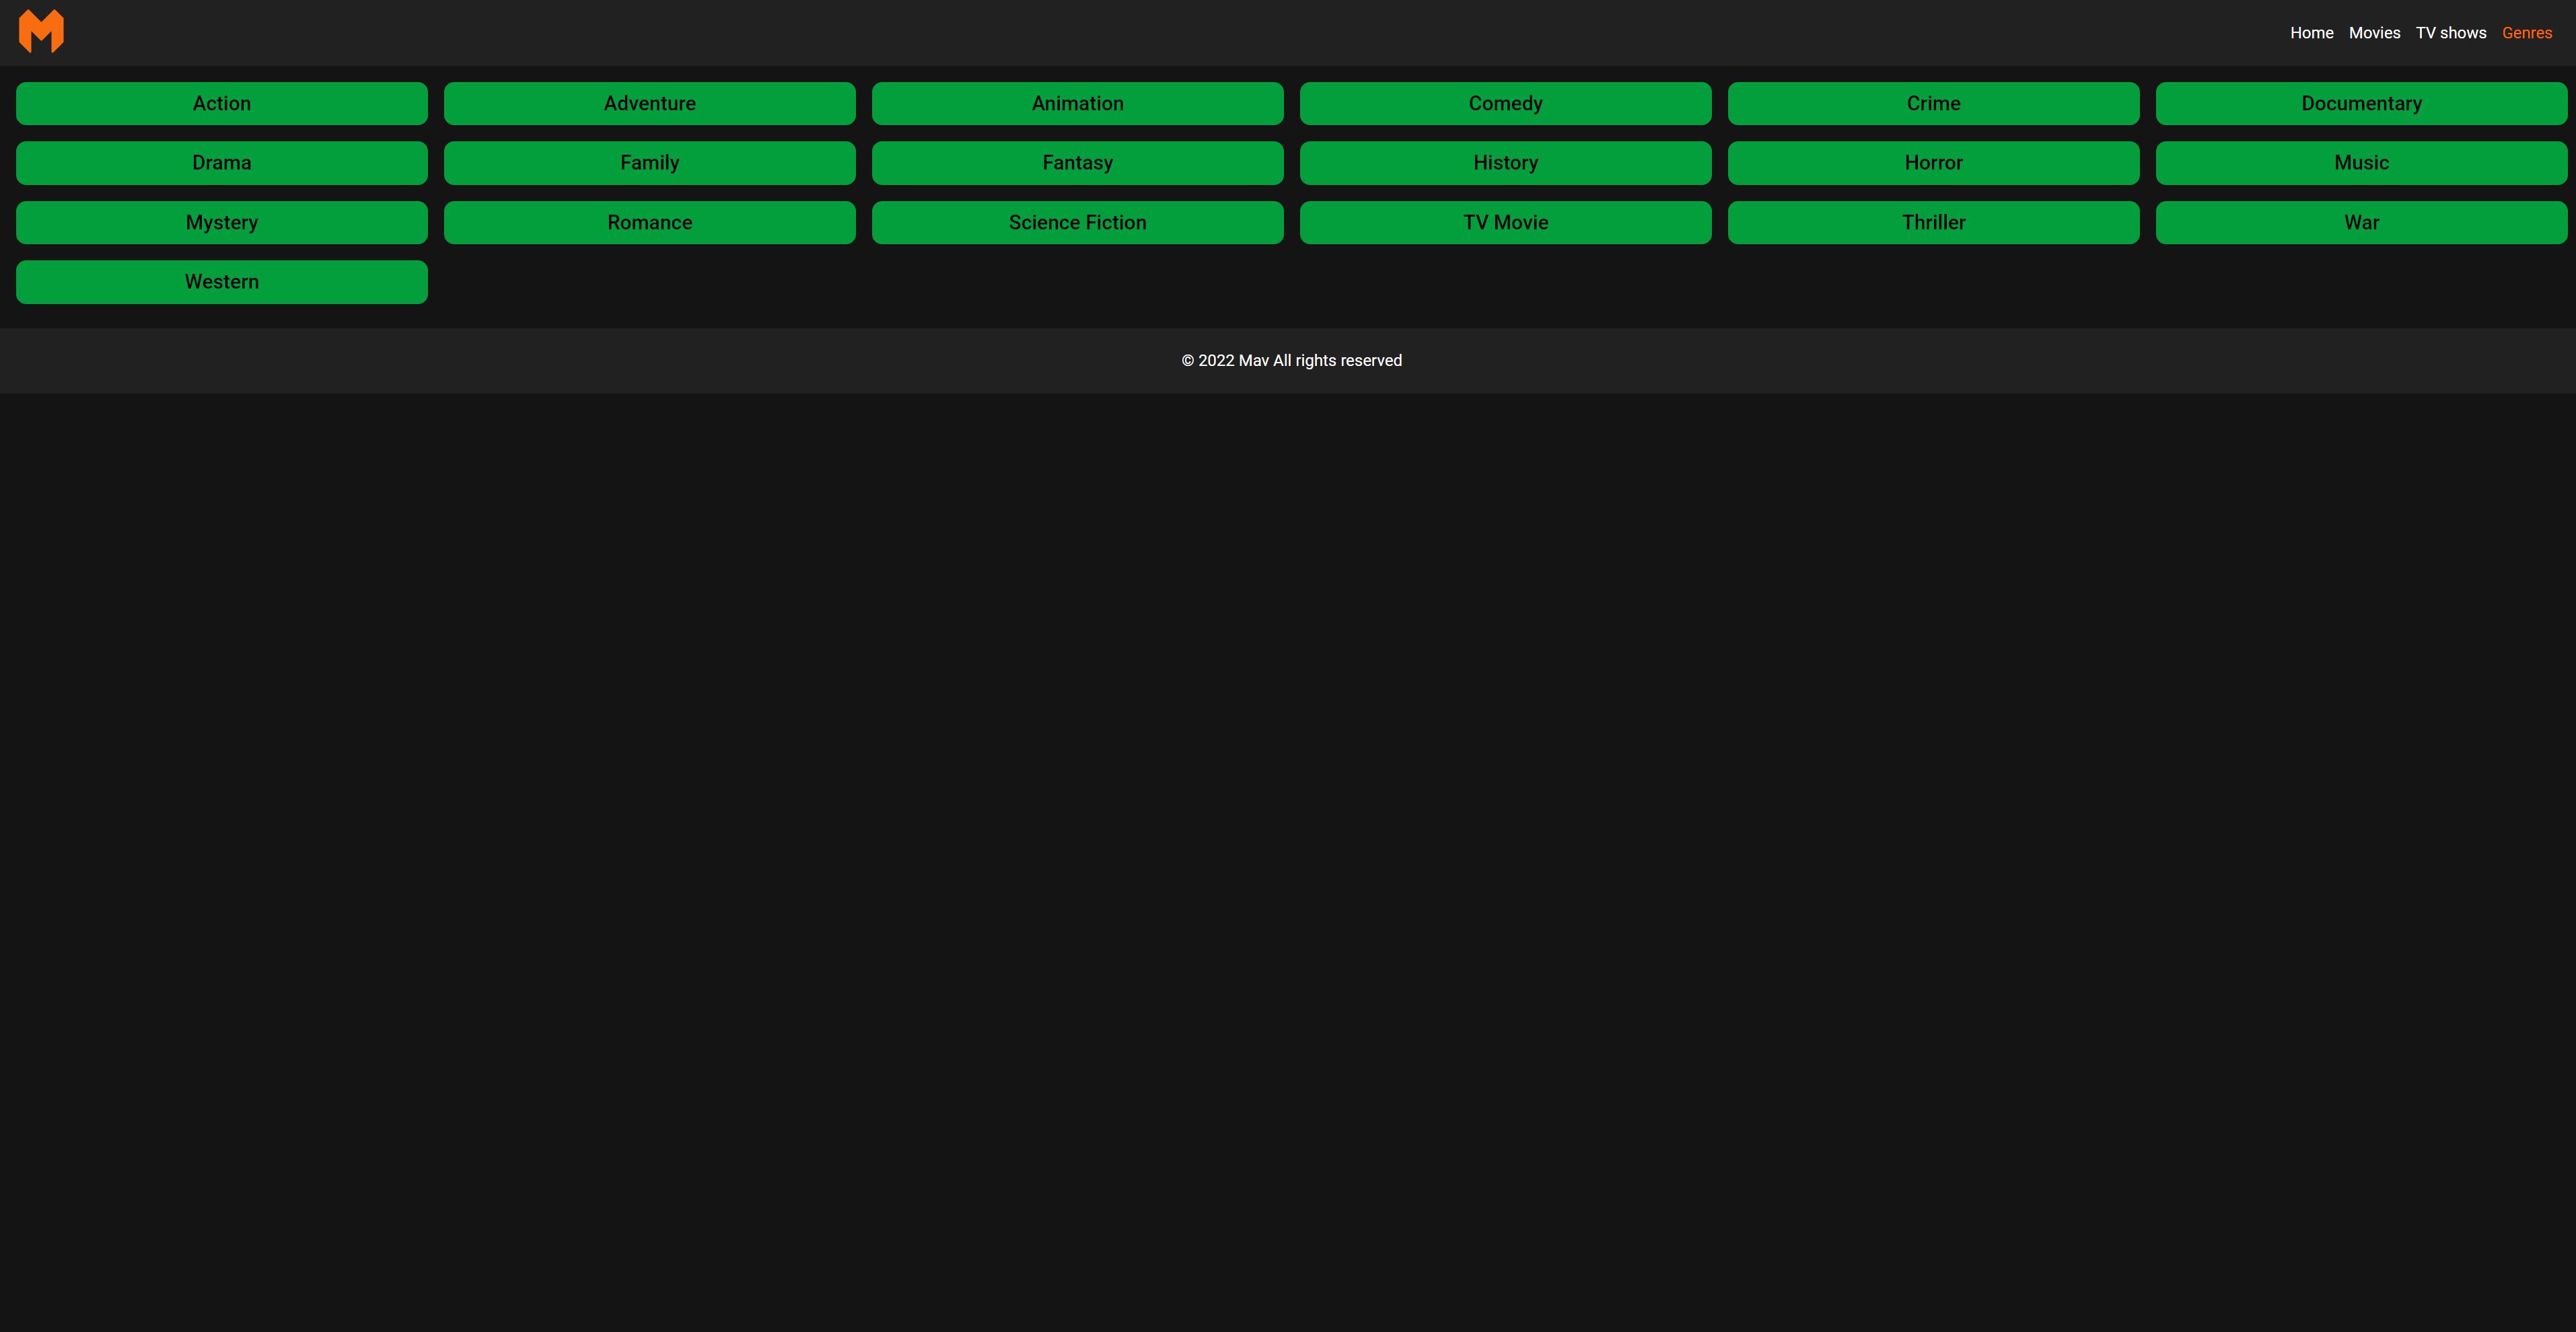 M
Home Movies TV shows Genres
Action Adventure Animation Comedy Crime Documentary
Drama Family Fantasy History Horror Music
Mystery Romance Science Fiction TV Movie Thriller War
Western
© 2022 Mav All rights reserved